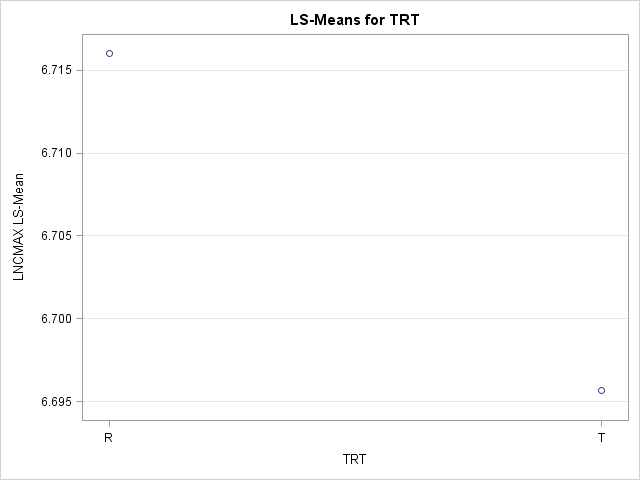 LS-Means for TRT
6.715
6.710
6.705
6.700
6.695
LNCMAX LS-Mean
R
T
TRT